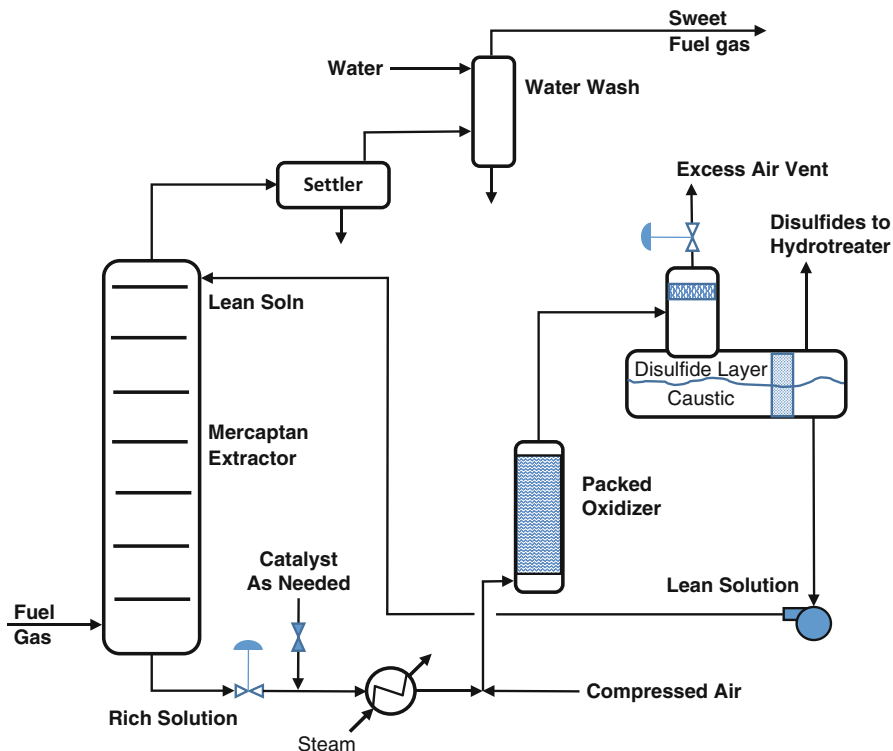 Sweet
Fuel gas
Water
Water Wash
Settler
Excess Air Vent
Disulfides to
Hydrotreater
Lean Soln
Disulfide Layer
Caustic
Mercaptan
Extractor
Packed
Oxidizer
Catalyst
As Needed
Lean Solution
Fuel
Gas
Rich Solution
Compressed Air
Steam